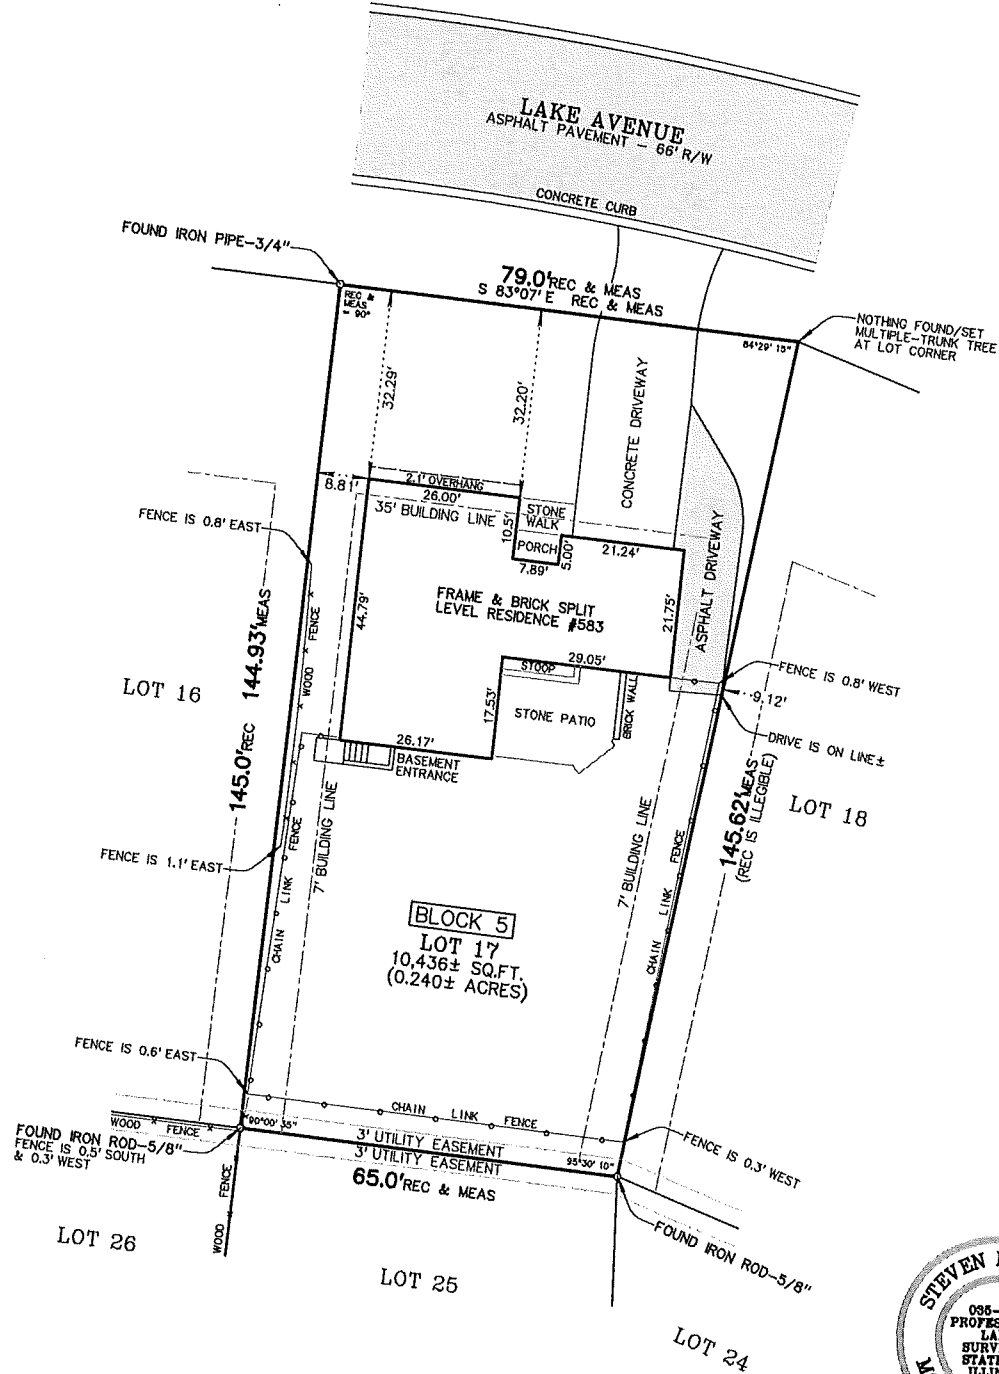 LAKE AVENUE
ASPHALT PAVEMENT - 66' R/W
CONCRETE CURB
FOUND IRON PIPE-3/4"
79.0' REC & MEAS
S 83°07' E REC & MEAS
REC &
MEAS
= 90°
84°29' 15"
NOTHING FOUND/SET
MULTIPLE-TRUNK TREE
AT LOT CORNER
32.29'
32.20'
CONCRETE DRIVEWAY
8.81'
2.1' OVERHANG
26.00'
35' BUILDING LINE
STONE
WALK
10.5'
PORCH
7.89'
5.00'
21.24'
ASPHALT DRIVEWAY
FENCE IS 0.8' EAST
WOOD FENCE
44.79'
FRAME & BRICK SPLIT
LEVEL RESIDENCE #583
21.75'
145.0' REC 144.93' MEAS
LOT 16
29.05'
STOOP
17.53'
STONE PATIO
BRICK WALL
FENCE IS 0.8' WEST
9.12'
DRIVE IS ON LINE±
26.17'
BASEMENT
ENTRANCE
7' BUILDING LINE
7' BUILDING LINE
145.62' MEAS
(REC IS ILLEGIBLE)
LOT 18
FENCE IS 1.1' EAST
CHAIN LINK FENCE
CHAIN LINK FENCE
BLOCK 5
LOT 17
10,436± SQ.FT.
(0.240± ACRES)
FENCE IS 0.6' EAST
CHAIN LINK FENCE
WOOD FENCE
90°00' 35"
3' UTILITY EASEMENT
3' UTILITY EASEMENT
95°30' 10"
FENCE IS 0.3' WEST
FOUND IRON ROD-5/8"
FENCE IS 0.5' SOUTH
& 0.3' WEST
65.0' REC & MEAS
WOOD FENCE
FOUND IRON ROD-5/8"
LOT 26
LOT 25
LOT 24
STEVEN
035-
PROFES
LA
SURV
STAT
ILLIN